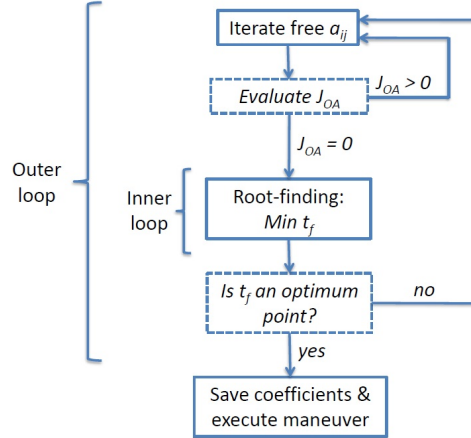 Iterate free a_ij
Evaluate J_OA
J_OA > 0
J_OA = 0
Outer
loop
Inner
loop
Root-finding:
Min t_f
Is t_f an optimum
point?
no
yes
Save coefficients &
execute maneuver